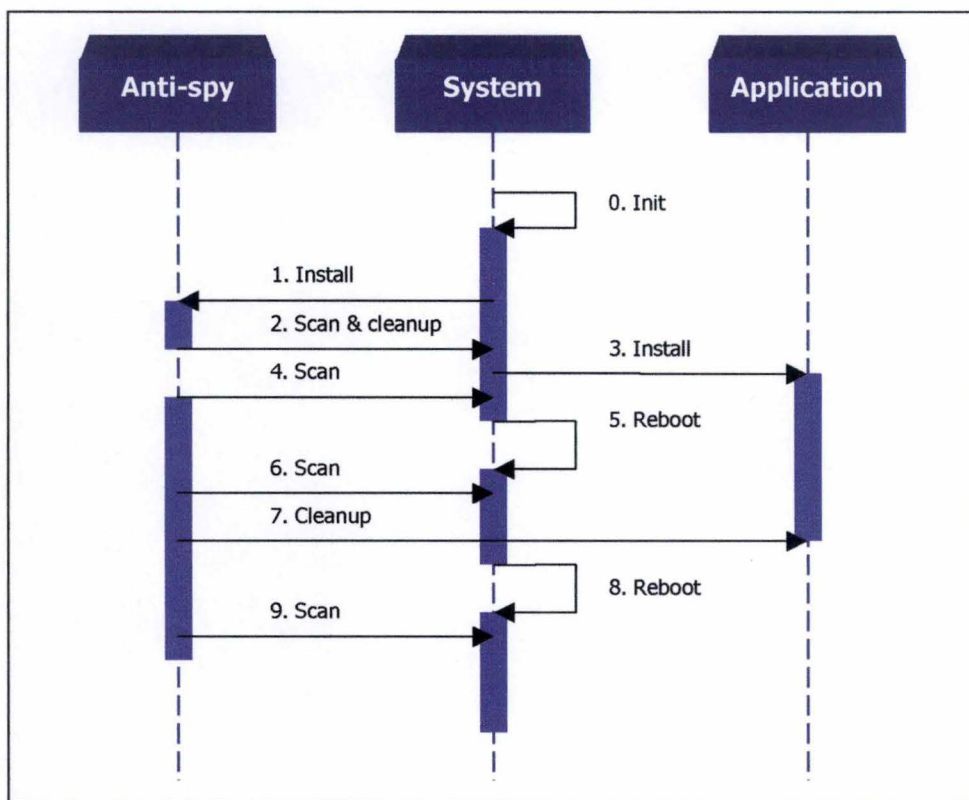 Anti-spy
System
Application
0. Init
1. Install
2. Scan & cleanup
3. Install
4. Scan
5. Reboot
6. Scan
7. Cleanup
8. Reboot
9. Scan